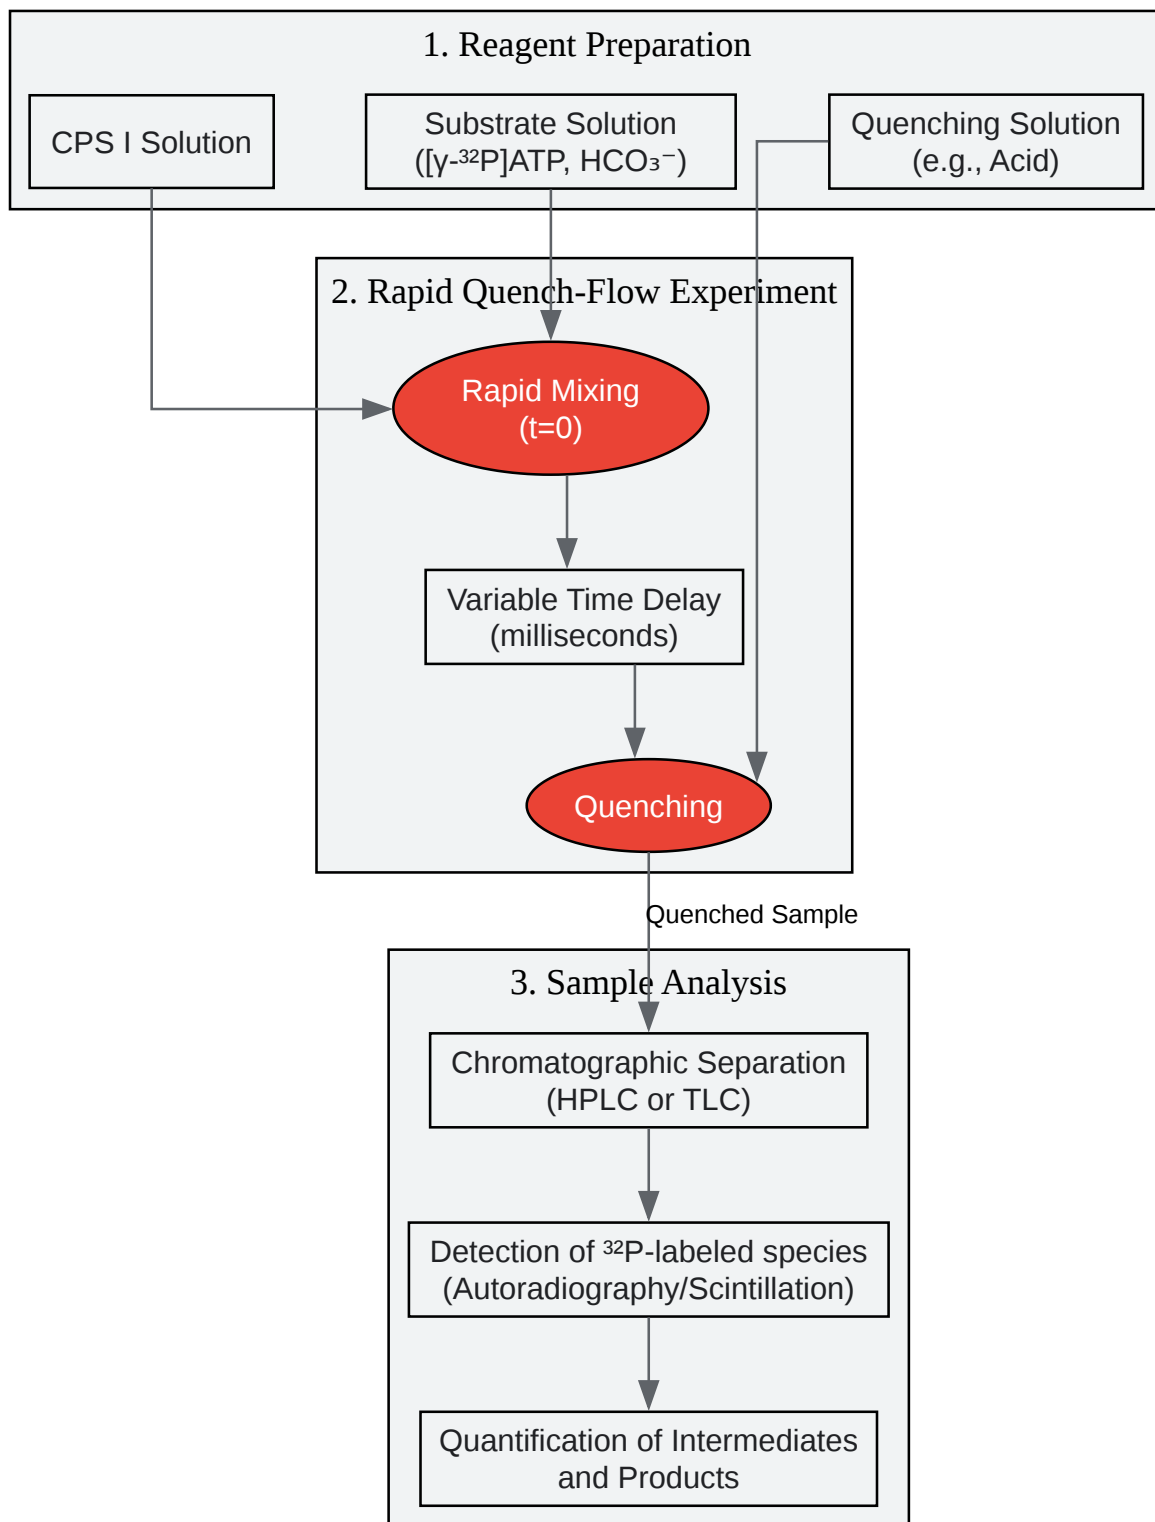 1. Reagent Preparation
CPS I Solution
Substrate Solution
([γ-³²P]ATP, HCO₃⁻)
Quenching Solution
(e.g., Acid)
2. Rapid Quench-Flow Experiment
Rapid Mixing
(t=0)
Variable Time Delay
(milliseconds)
Quenching
Quenched Sample
3. Sample Analysis
Chromatographic Separation
(HPLC or TLC)
Detection of ³²P-labeled species
(Autoradiography/Scintillation)
Quantification of Intermediates
and Products